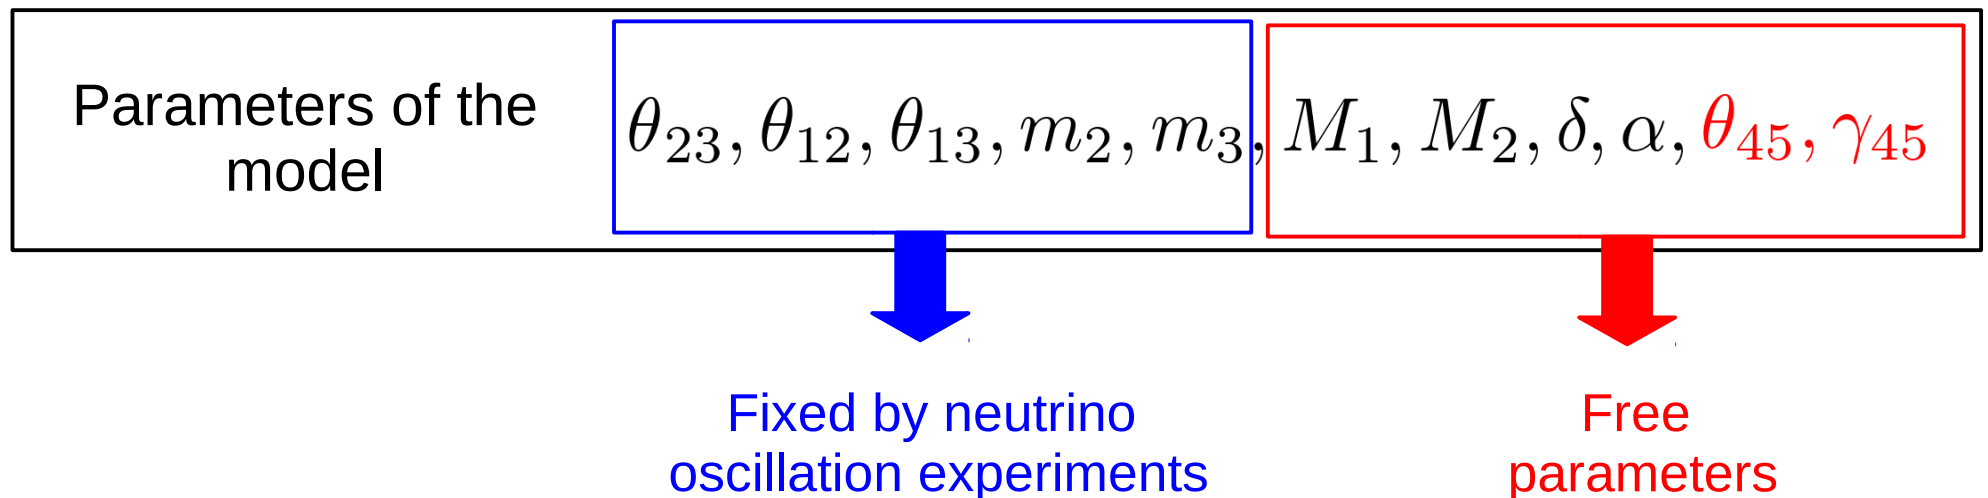 Parameters of the
model
θ₂₃, θ₁₂, θ₁₃, m₂, m₃, M₁, M₂, δ, α, θ₄₅, γ₄₅
Fixed by neutrino
oscillation experiments
Free
parameters